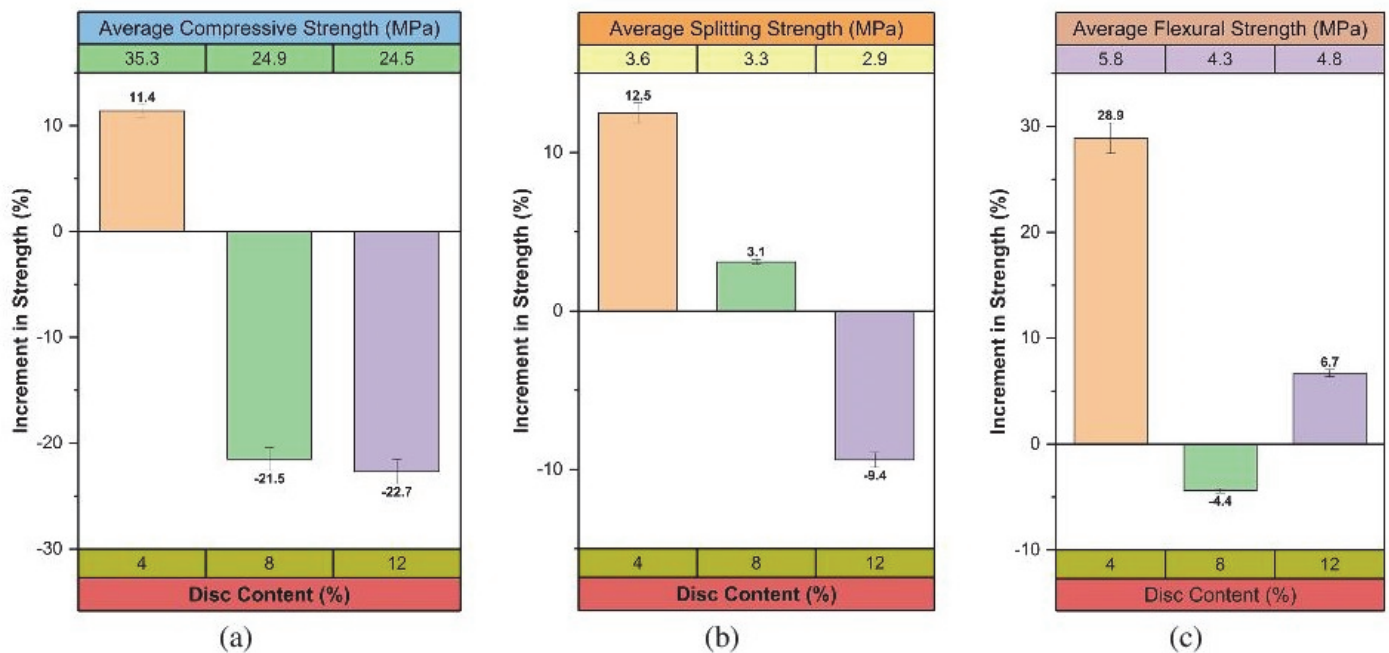 Average Compressive Strength (MPa)
35.3 24.9 24.5
11.4
10
0
-10
-20
-30
-21.5
-22.7
Increment in Strength (%)
4 8 12
Disc Content (%)
(a)
Average Splitting Strength (MPa)
3.6 3.3 2.9
12.5
10
3.1
0
-10
-9.4
Increment in Strength (%)
4 8 12
Disc Content (%)
(b)
Average Flexural Strength (MPa)
5.8 4.3 4.8
28.9
30
20
10
6.7
0
-4.4
-10
Increment in Strength (%)
4 8 12
Disc Content (%)
(c)